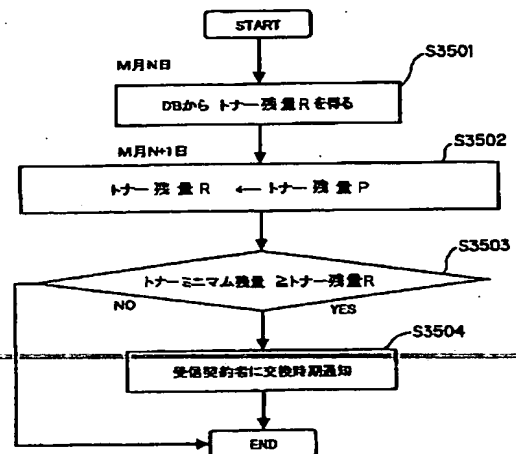 START
S3501
M月N日
DBから トナー残量Rを得る
S3502
M月N+1日
トナー残量R ← トナー残量P
S3503
トナーミニマム残量 ≧トナー残量R
NO
YES
S3504
受信契約者に交換時期通知
END